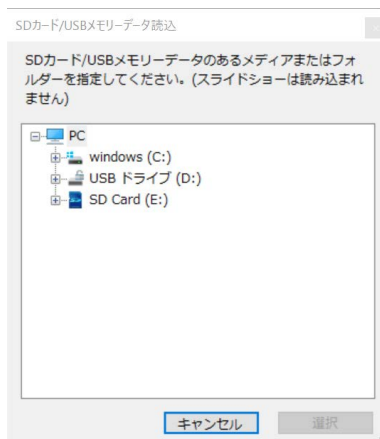 SDカード/USBメモリーデータ読込
SDカード/USBメモリーデータのあるメディアまたはフォ
ルダーを指定してください。(スライドショーは読み込まれ
ません)
PC
windows (C:)
USB ドライブ (D:)
SD Card (E:)
キャンセル 選択